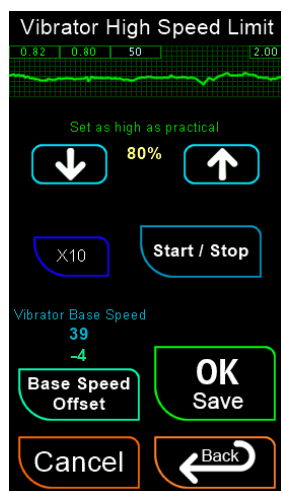 Vibrator High Speed Limit
0.82 0.80 50 2.00
Set as high as practical
80%
X10
Start / Stop
Vibrator Base Speed
39
-4
Base Speed
Offset
OK
Save
Cancel
Back